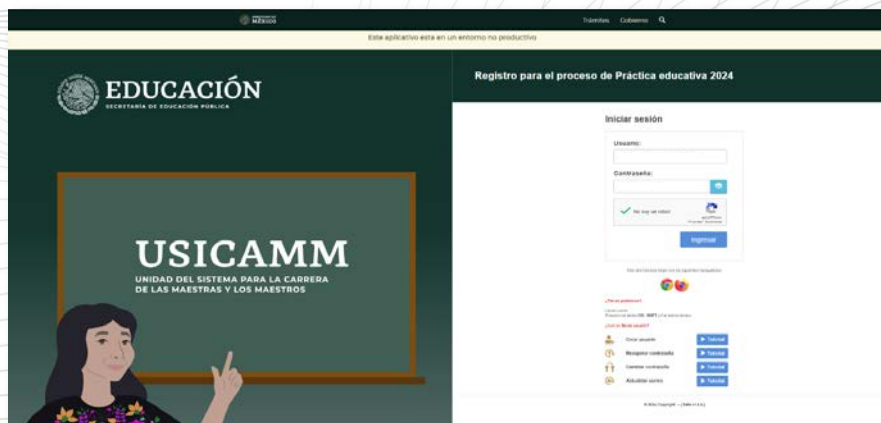 GOBIERNO DE
MÉXICO
Trámites Gobierno
Este aplicativo esta en un entorno no productivo
EDUCACIÓN
SECRETARÍA DE EDUCACIÓN PÚBLICA
Registro para el proceso de Práctica educativa 2024
Iniciar sesión
Usuario:
Contraseña:
No soy un robot
reCAPTCHA
Ingresar
USICAMM
UNIDAD DEL SISTEMA PARA LA CARRERA
DE LAS MAESTRAS Y LOS MAESTROS
Crear usuario
Tutorial
Recuperar contraseña
Tutorial
Cambiar contraseña
Tutorial
Actualizar correo
Tutorial